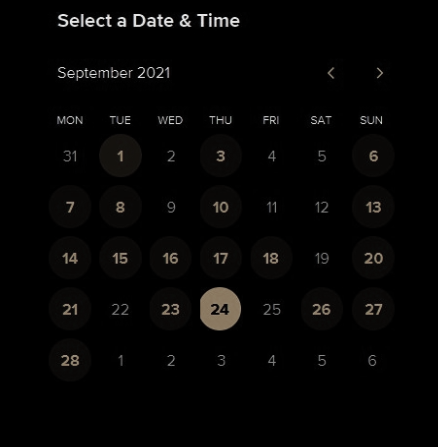 Select a Date & Time
September 2021
MON TUE WED THU FRI SAT SUN
31 1 2 3 4 5 6
7 8 9 10 11 12 13
14 15 16 17 18 19 20
21 22 23 24 25 26 27
28 1 2 3 4 5 6